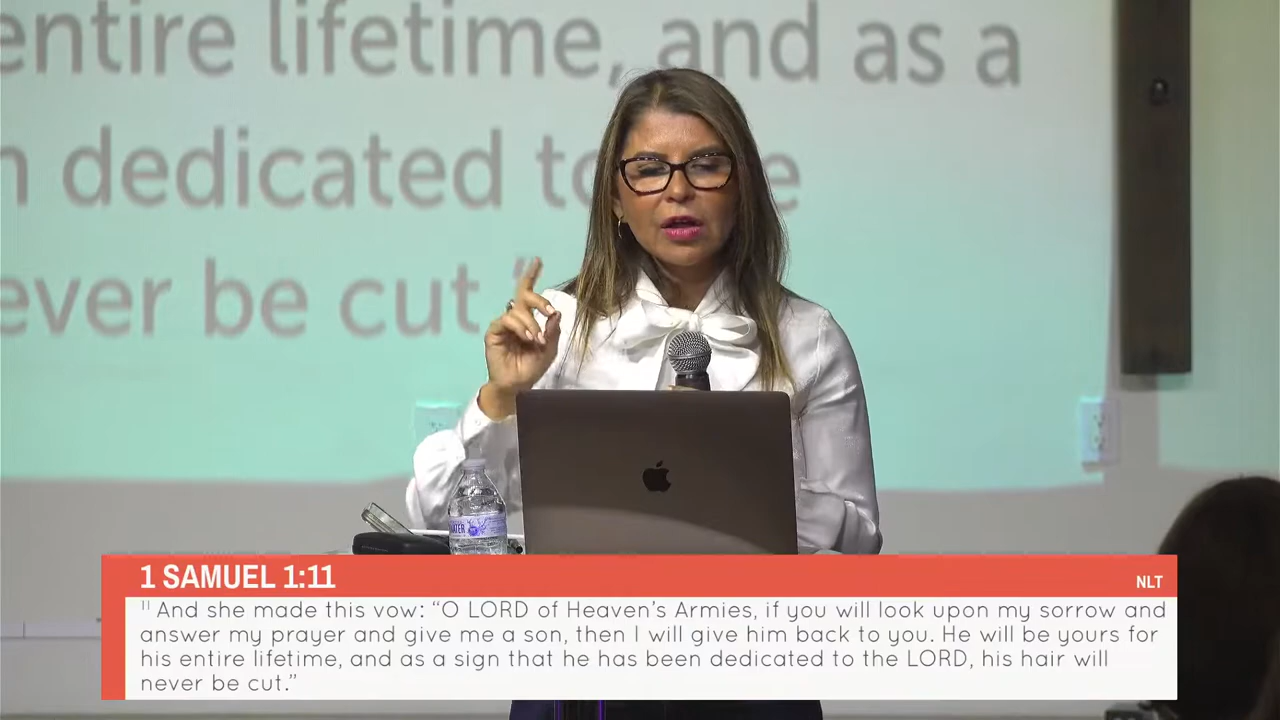 entire lifetime, and as a
dedicated to
e
ever be cut."
1 SAMUEL 1:11
NLT
11 And she made this vow: “O LORD of Heaven’s Armies, if you will look upon my sorrow and
answer my prayer and give me a son, then I will give him back to you. He will be yours for
his entire lifetime, and as a sign that he has been dedicated to the LORD, his hair will
never be cut.”